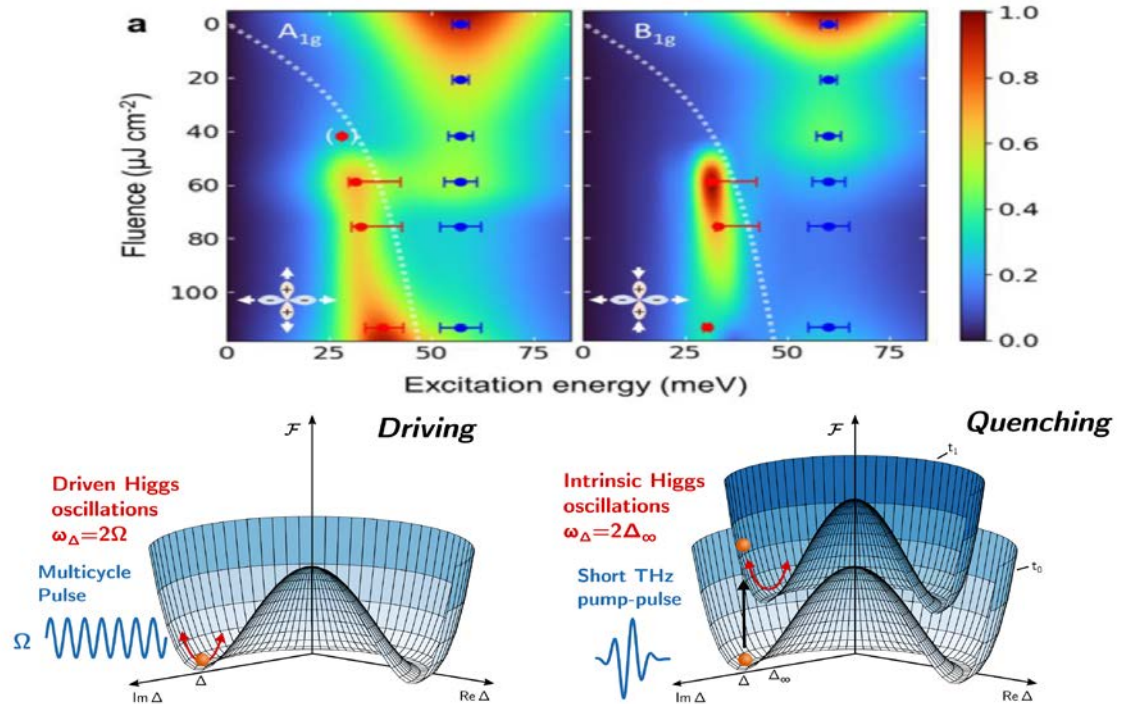 a
A1g
B1g
Fluence (μJ cm-2)
0
20
40
60
80
100
( )
0
25
50
75
0
25
50
75
1.0
0.8
0.6
0.4
0.2
0.0
Excitation energy (meV)
Driving
F
Driven Higgs
oscillations
ωΔ=2Ω
Multicycle
Pulse
Ω
Im Δ
Δ
Re Δ
Quenching
F
t1
Intrinsic Higgs
oscillations
ωΔ=2Δ∞
Short THz
pump-pulse
t0
Im Δ
Δ
Δ∞
Re Δ